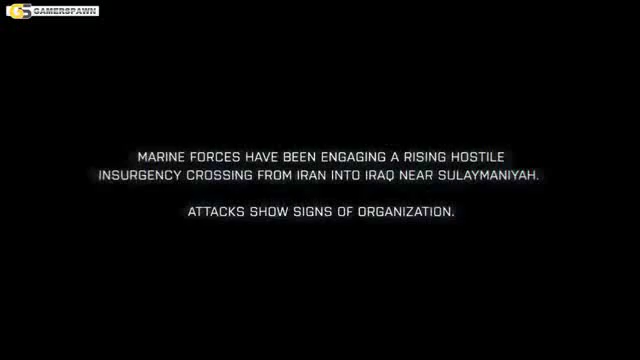 GAMERSPAWN
MARINE FORCES HAVE BEEN ENGAGING A RISING HOSTILE
INSURGENCY CROSSING FROM IRAN INTO IRAQ NEAR SULAYMANIYAH.
ATTACKS SHOW SIGNS OF ORGANIZATION.